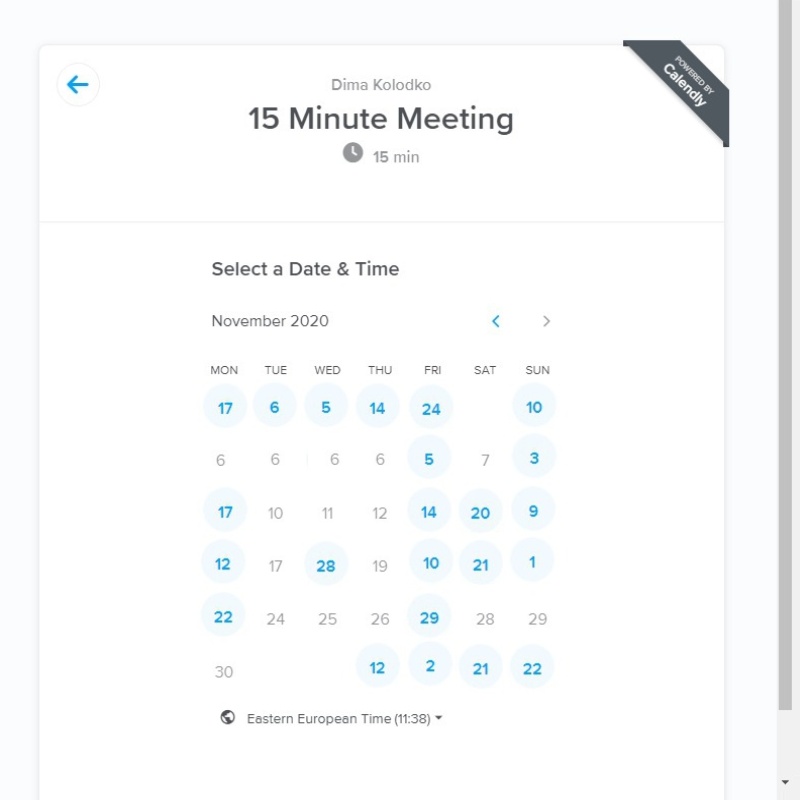 POWERED BY
Calendly
Dima Kolodko
15 Minute Meeting
15 min
Select a Date & Time
November 2020
MON TUE WED THU FRI SAT SUN
17 6 5 14 24 10
6 6 6 6 5 7 3
17 10 11 12 14 20 9
12 17 28 19 10 21 1
22 24 25 26 29 28 29
30 12 2 21 22
Eastern European Time (11:38)